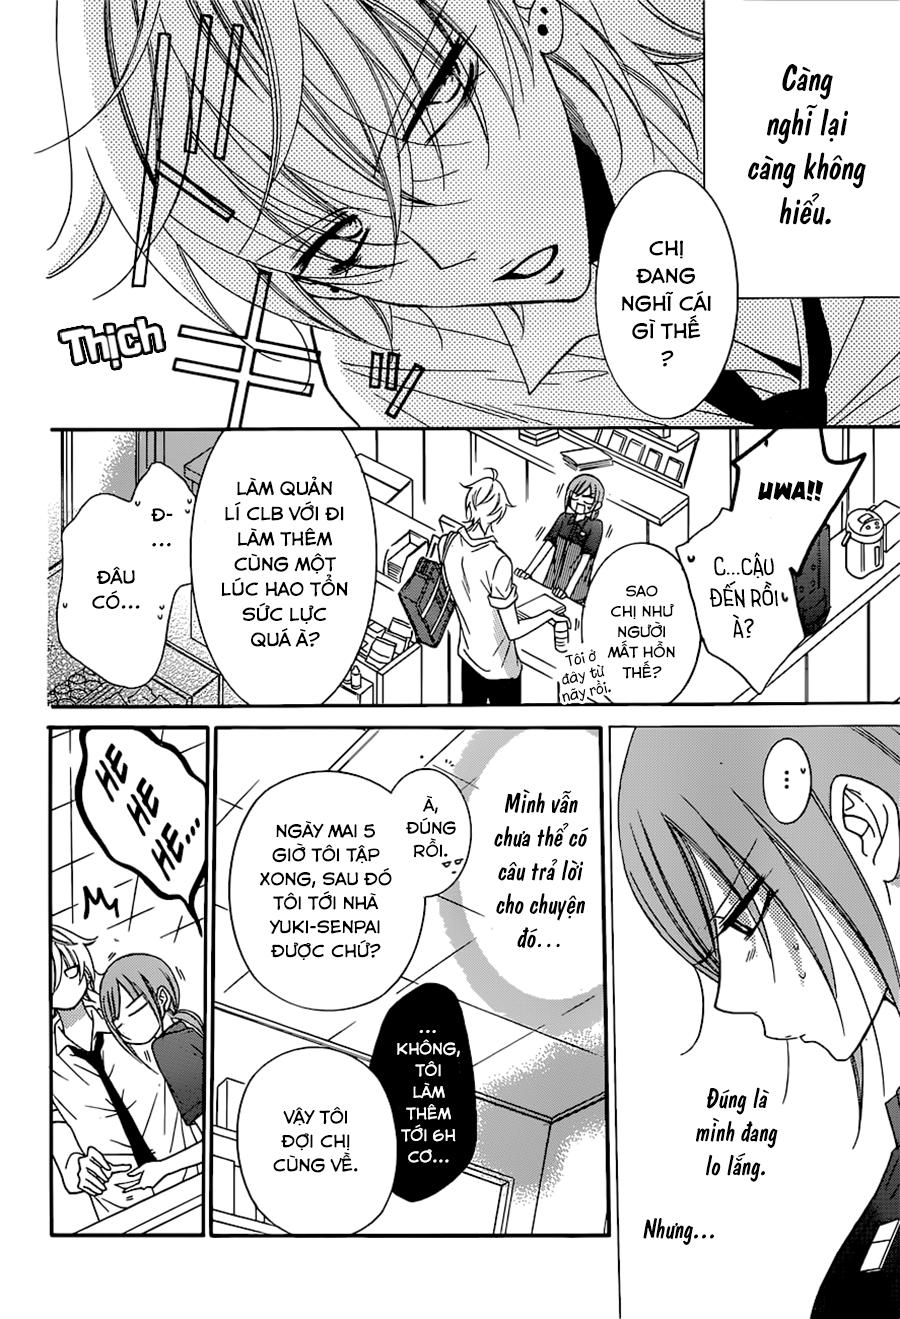 Càng
nghĩ lại
càng không
hiểu.
CHỊ
ĐANG
NGHĨ CÁI
GÌ THẾ
?
Thịch
UWA!!
C...CẬU
ĐẾN RỒI
À?
SAO
CHỊ NHƯ
NGƯỜI
MẤT HỒN
THẾ?
Tôi ở
đây từ
nãy rồi.
LÀM QUẢN
LÍ CLB VỚI ĐI
LÀM THÊM
CÙNG MỘT
LÚC HAO TỔN
SỨC LỰC
QUÁ À?
Đ-
...
ĐÂU
CÓ...
...
Đúng là
mình đang
lo lắng.
Nhưng...
Mình vẫn
chưa thể có
câu trả lời
cho chuyện
đó...
À,
ĐÚNG
RỒI.
NGÀY MAI 5
GIỜ TÔI TẬP
XONG, SAU ĐÓ
TÔI TỚI NHÀ
YUKI-SENPAI
ĐƯỢC CHỨ?
...
KHÔNG,
TÔI
LÀM
THÊM
TỚI 6H
CƠ...
VẬY TÔI
ĐỢI CHỊ
CÙNG VỀ.
HE
HE
HE...